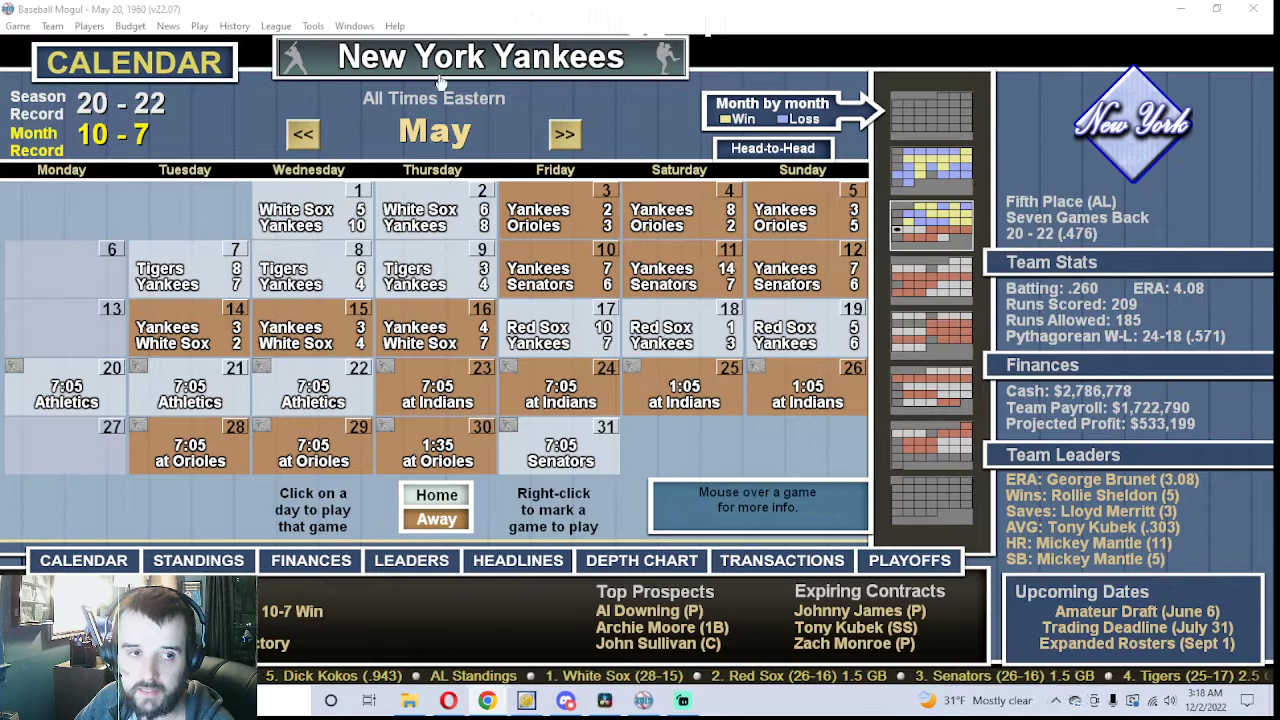 Baseball Mogul - May 20, 1960 (v22.07)
Game Team Players Budget News Play History League Tools Windows Help
CALENDAR
New York Yankees
Season Record 20 - 22
Month Record 10 - 7
All Times Eastern
<< May >>
Month by month
Win Loss
Head-to-Head
Monday Tuesday Wednesday Thursday Friday Saturday Sunday
1 2 3 4 5
White Sox 5 White Sox 6 Yankees 2 Yankees 8 Yankees 3
Yankees 10 Yankees 8 Orioles 3 Orioles 2 Orioles 5
6 7 8 9 10 11 12
Tigers 8 Tigers 6 Tigers 3 Yankees 7 Yankees 14 Yankees 7
Yankees 7 Yankees 4 Yankees 4 Senators 6 Senators 7 Senators 6
13 14 15 16 17 18 19
Yankees 3 Yankees 3 Yankees 4 Red Sox 10 Red Sox 1 Red Sox 5
White Sox 2 White Sox 4 White Sox 7 Yankees 7 Yankees 3 Yankees 6
20 21 22 23 24 25 26
7:05 7:05 7:05 7:05 7:05 1:05 1:05
Athletics Athletics Athletics at Indians at Indians at Indians at Indians
27 28 29 30 31
7:05 7:05 1:35 7:05
at Orioles at Orioles at Orioles Senators
Click on a day to play that game
Home
Away
Right-click to mark a game to play
Mouse over a game
for more info.
New York
Fifth Place (AL)
Seven Games Back
20 - 22 (.476)
Team Stats
Batting: .260 ERA: 4.08
Runs Scored: 209
Runs Allowed: 185
Pythagorean W-L: 24-18 (.571)
Finances
Cash: $2,786,778
Team Payroll: $1,722,790
Projected Profit: $533,199
Team Leaders
ERA: George Brunet (3.08)
Wins: Rollie Sheldon (5)
Saves: Lloyd Merritt (3)
AVG: Tony Kubek (.303)
HR: Mickey Mantle (11)
SB: Mickey Mantle (5)
CALENDAR STANDINGS FINANCES LEADERS HEADLINES DEPTH CHART TRANSACTIONS PLAYOFFS
10-7 Win
ctory
Top Prospects
Al Downing (P)
Archie Moore (1B)
John Sullivan (C)
Expiring Contracts
Johnny James (P)
Tony Kubek (SS)
Zach Monroe (P)
Upcoming Dates
Amateur Draft (June 6)
Trading Deadline (July 31)
Expanded Rosters (Sept 1)
5. Dick Kokos (.943) AL Standings 1. White Sox (28-15) 2. Red Sox (26-16) 1.5 GB 3. Senators (26-16) 1.5 GB 4. Tigers (25-17) 2.5
31°F Mostly clear
3:18 AM
12/2/2022